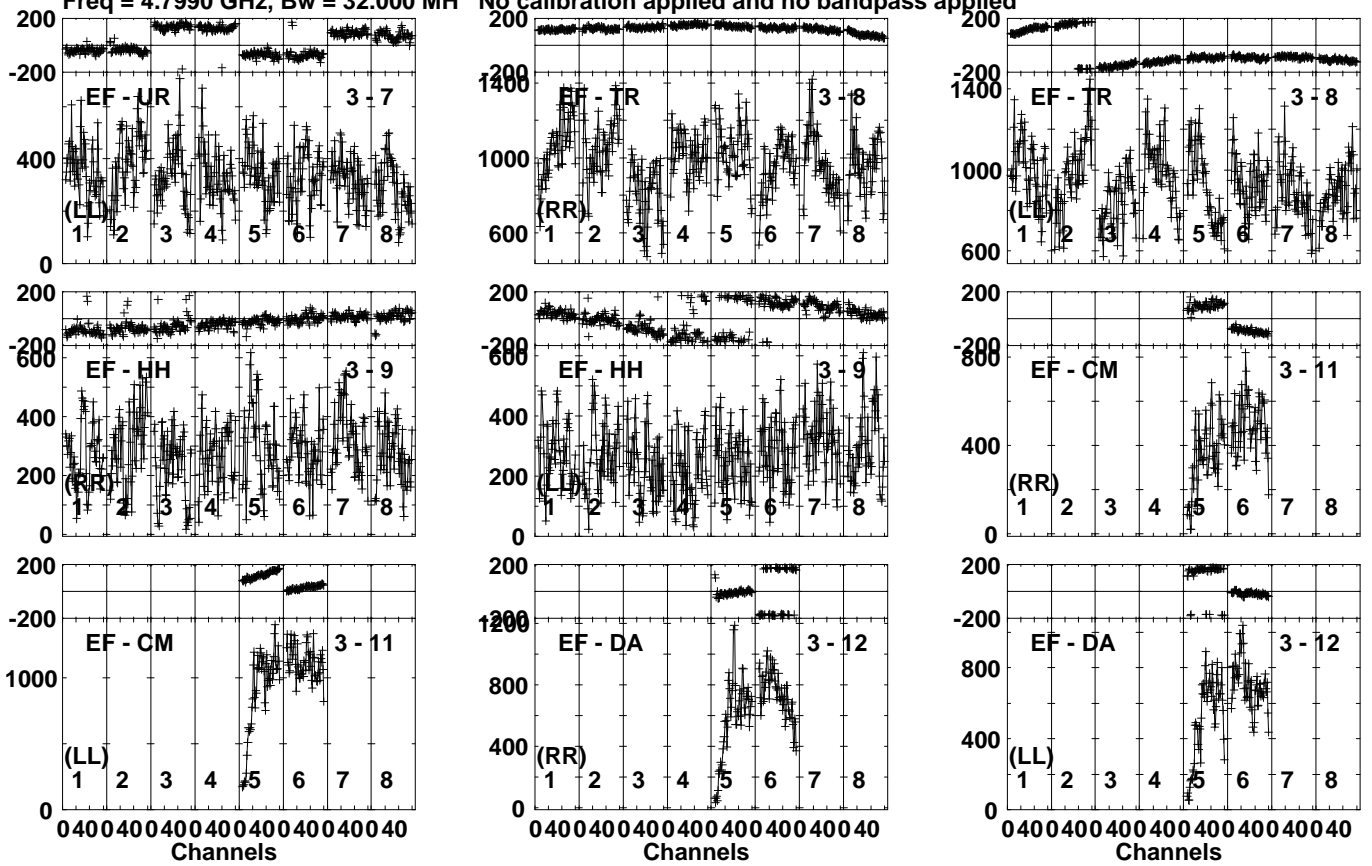 Freq = 4.7990 GHz, Bw = 32.000 MH No calibration applied and no bandpass applied
200
-200
EF - UR 3 - 7
400
(LL)
1 2 3 4 5 6 7 8
0
200
-200
1400
EF - TR 3 - 8
1000
(RR)
1 2 3 4 5 6 7 8
600
200
-200
1400
EF - TR 3 - 8
1000
(LL)
1 2 3 4 5 6 7 8
600
200
-200
600
EF - HH 3 - 9
400
200
(RR)
1 2 3 4 5 6 7 8
0
200
-200
600
EF - HH 3 - 9
400
200
(LL)
1 2 3 4 5 6 7 8
0
200
-200
800
EF - CM 3 - 11
400
(RR)
1 2 3 4 5 6 7 8
0
200
-200
EF - CM 3 - 11
1000
(LL)
1 2 3 4 5 6 7 8
0
0 40 0 40 0 40 0 40 0 40 0 40 0 40 0 40
Channels
200
-200
1200
EF - DA 3 - 12
800
400
(RR)
1 2 3 4 5 6 7 8
0
0 40 0 40 0 40 0 40 0 40 0 40 0 40 0 40
Channels
200
-200
EF - DA 3 - 12
800
400
(LL)
1 2 3 4 5 6 7 8
0
0 40 0 40 0 40 0 40 0 40 0 40 0 40 0 40
Channels